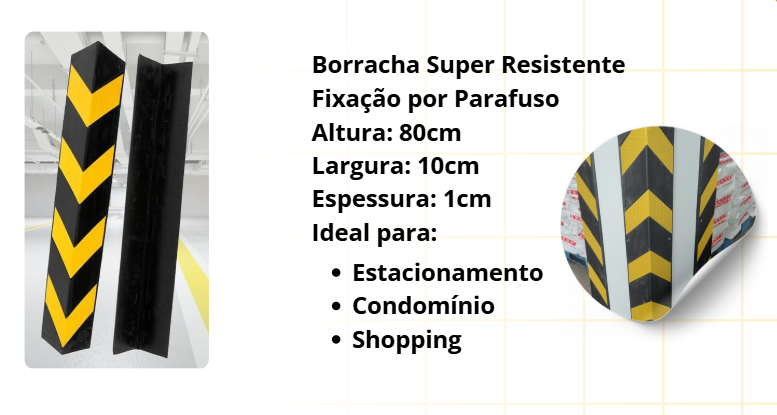 Borracha Super Resistente
Fixação por Parafuso
Altura: 80cm
Largura: 10cm
Espessura: 1cm
Ideal para:
• Estacionamento
• Condomínio
• Shopping